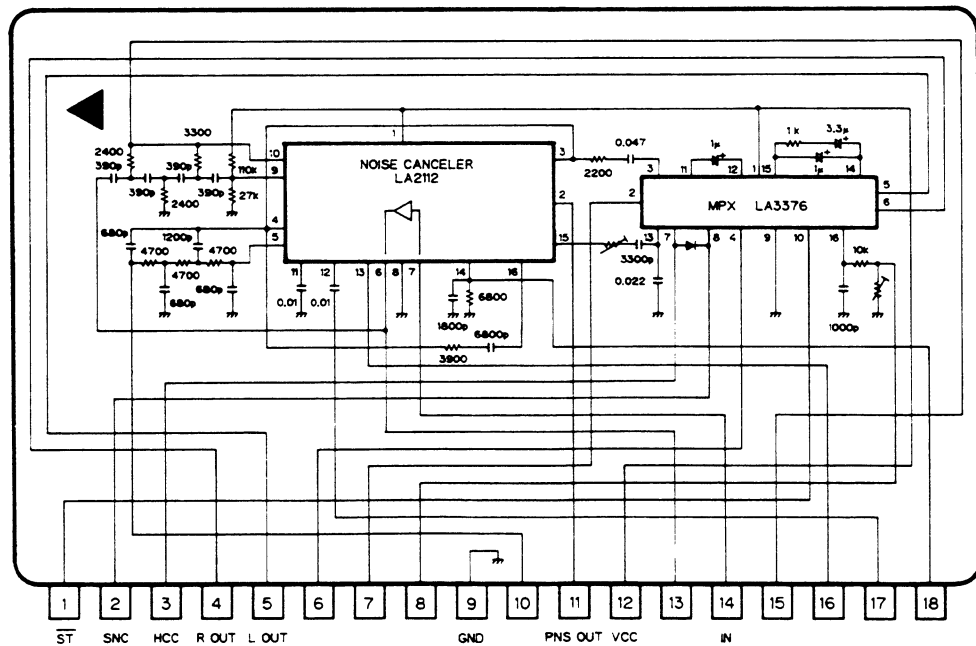 3300
2400
390p
390p
390p
390p
2400
110k
27k
10
9
4
5
1
NOISE CANCELER
LA2112
3
2
15
11
12
13
6
8
7
14
16
680p
1200p
4700
4700
4700
680p
680p
0.01
0.01
1800p
6800
6800p
3900
0.047
2200
3300p
0.022
1μ
1k
3.3μ
1μ
3
11
12
1
15
14
2
MPX LA3376
5
6
13
7
8
4
9
10
16
10k
1000p
1 2 3 4 5 6 7 8 9 10 11 12 13 14 15 16 17 18
ST SNC HCC R OUT L OUT GND PNS OUT VCC IN